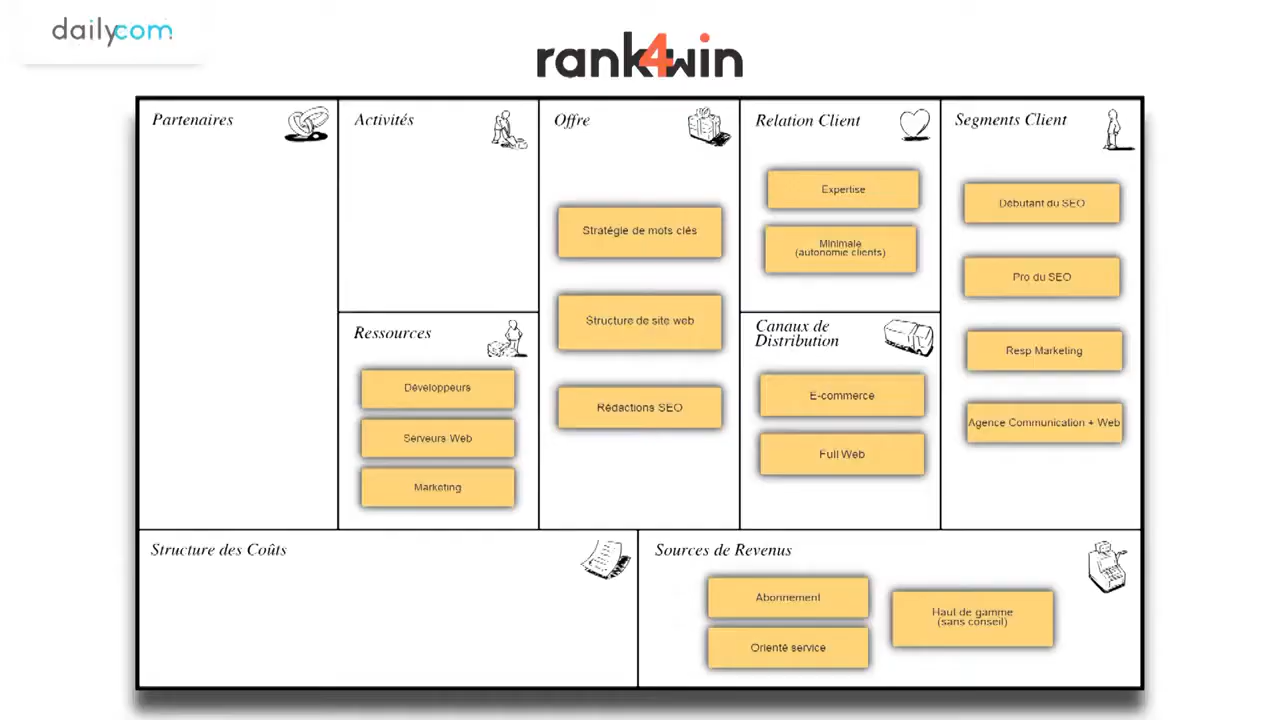 dailycom.
rank4win
Partenaires
Activités
Offre
Relation Client
Segments Client
Expertise
Minimale
(autonomie clients)
Débutant du SEO
Pro du SEO
Resp Marketing
Agence Communication + Web
Stratégie de mots clés
Structure de site web
Rédactions SEO
Ressources
Développeurs
Serveurs Web
Marketing
Canaux de
Distribution
E-commerce
Full Web
Structure des Coûts
Sources de Revenus
Abonnement
Orienté service
Haut de gamme
(sans conseil)